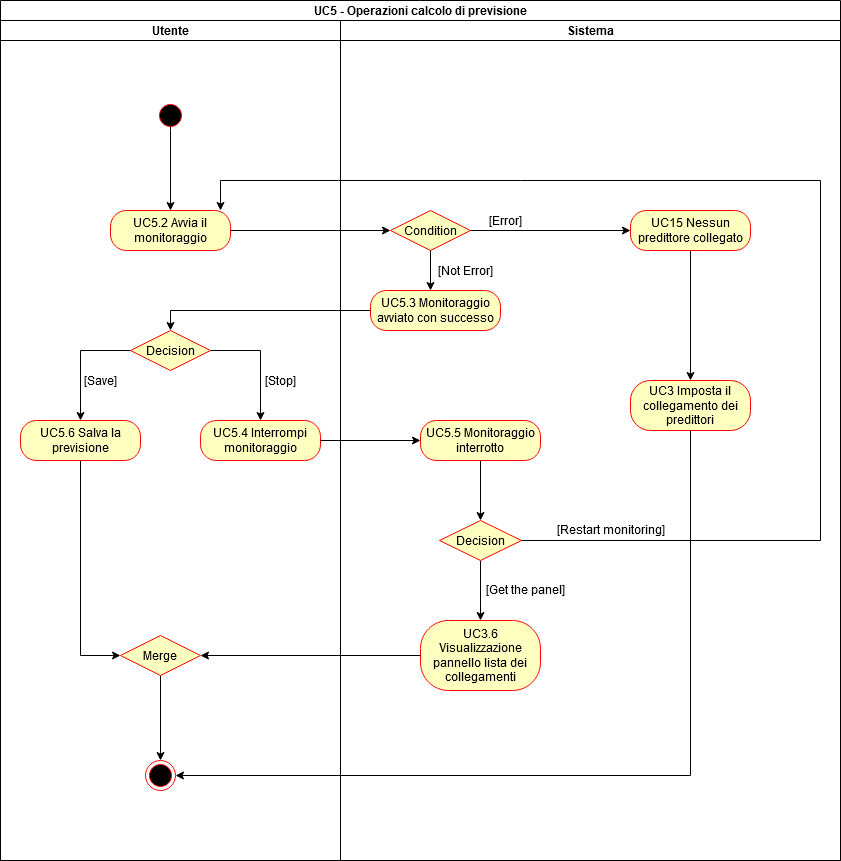 UC5 - Operazioni calcolo di previsione
Utente
Sistema
UC5.2 Avvia il
monitoraggio
Condition
[Error]
UC15 Nessun
predittore collegato
[Not Error]
UC5.3 Monitoraggio
avviato con successo
Decision
[Save]
[Stop]
UC3 Imposta il
collegamento dei
predittori
UC5.6 Salva la
previsione
UC5.4 Interrompi
monitoraggio
UC5.5 Monitoraggio
interrotto
Decision
[Restart monitoring]
[Get the panel]
UC3.6
Visualizzazione
pannello lista dei
collegamenti
Merge